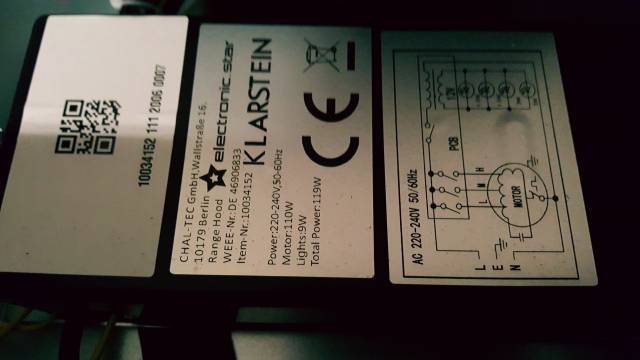 10034152 111 2006 0007
CHAL-TEC GmbH,Wallstraße 16.
10179 Berlin
Range Hood
WEEE-Nr.:DE 46906833
Item-Nr.:10034152
electronic.star
KLARSTEIN
Power:220-240V,50-60Hz
Motor:110W
Lights:9W
Total Power:119W
CE
AC 220-240V 50/60Hz
PCB
12V
H
M
L
MOTOR
L
E
N